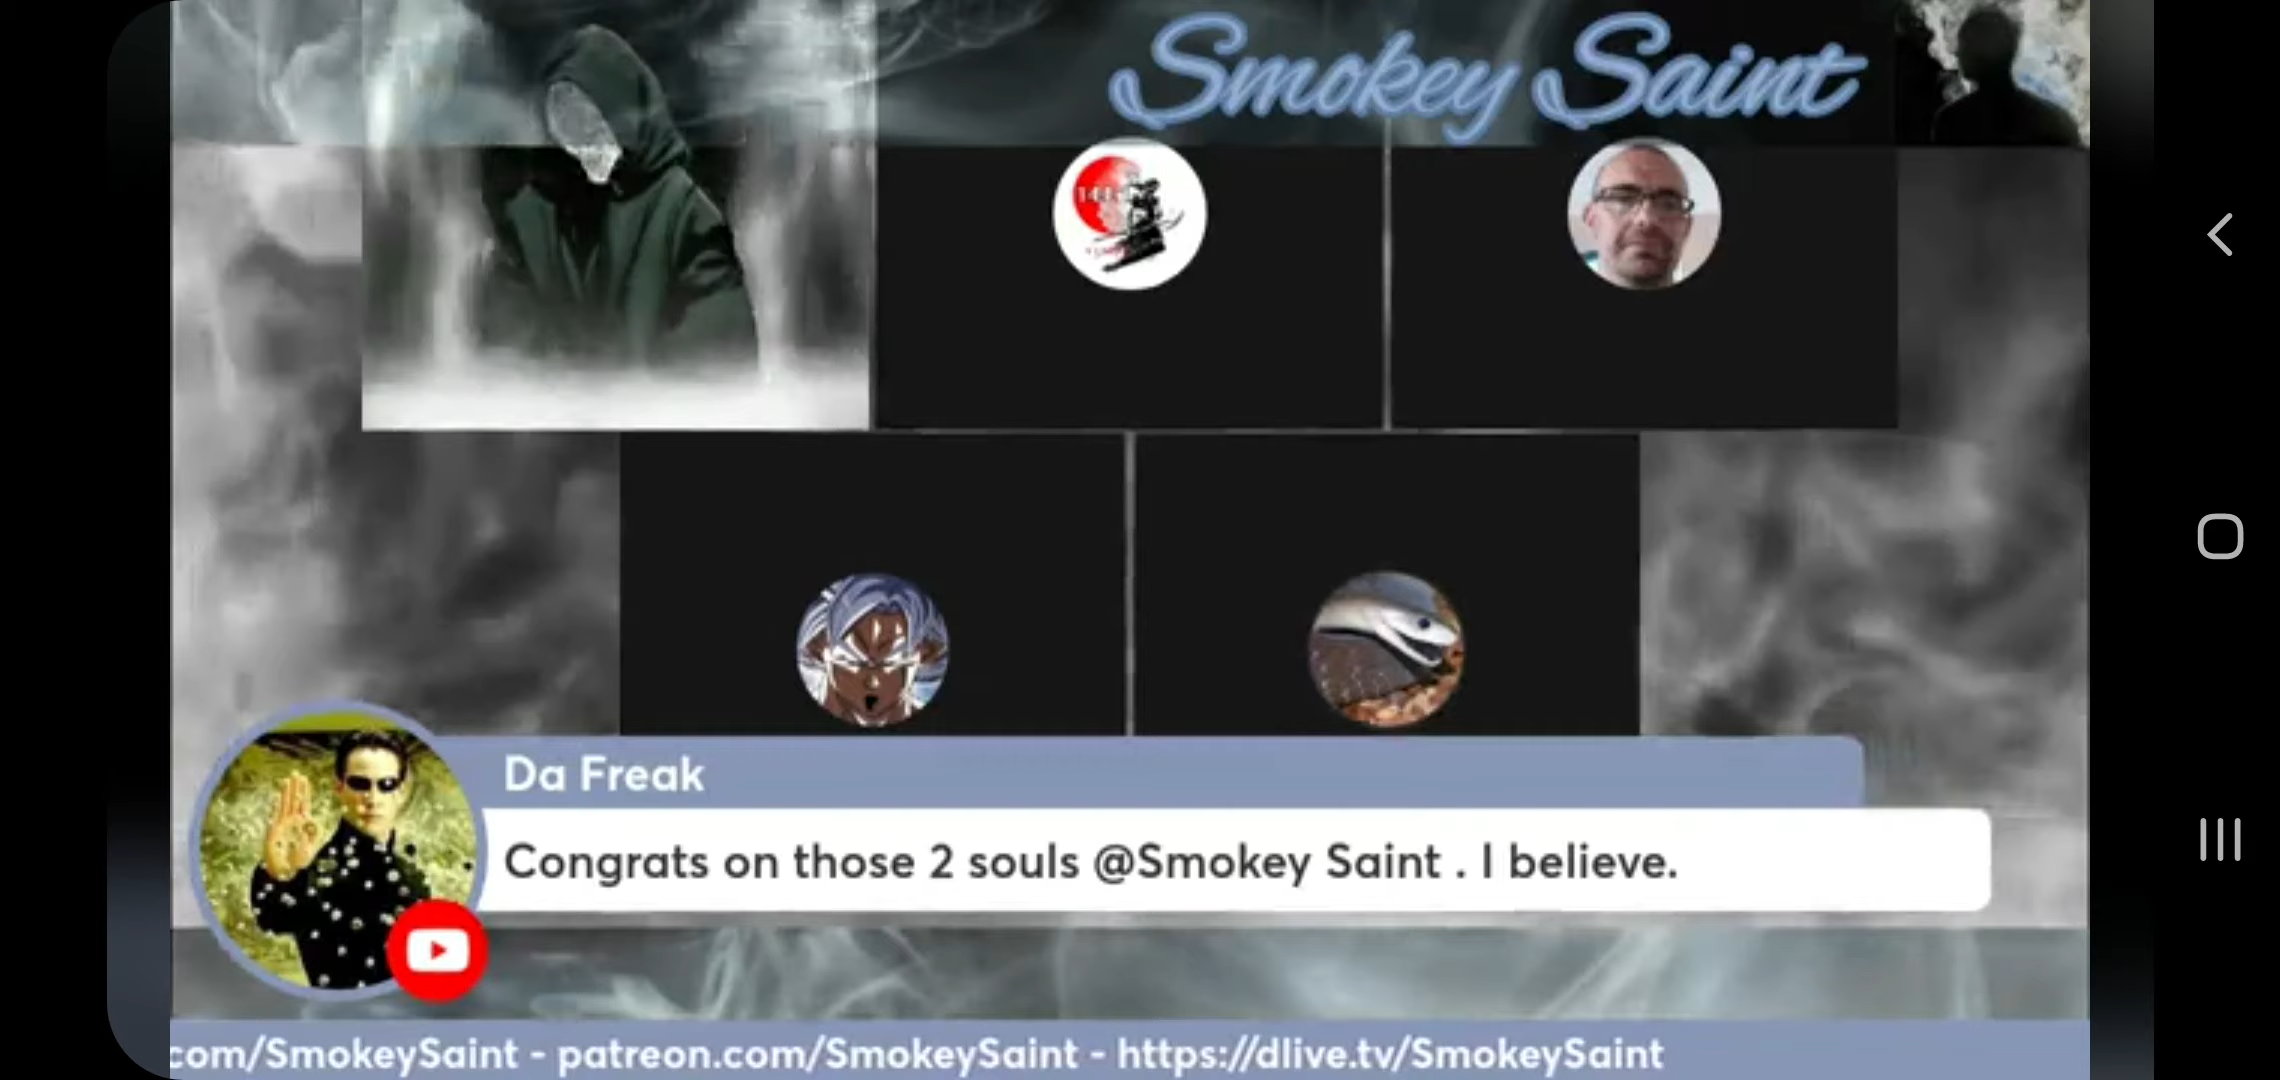 Smokey Saint
Da Freak
Congrats on those 2 souls @Smokey Saint . I believe.
com/SmokeySaint - patreon.com/SmokeySaint - https://dlive.tv/SmokeySaint